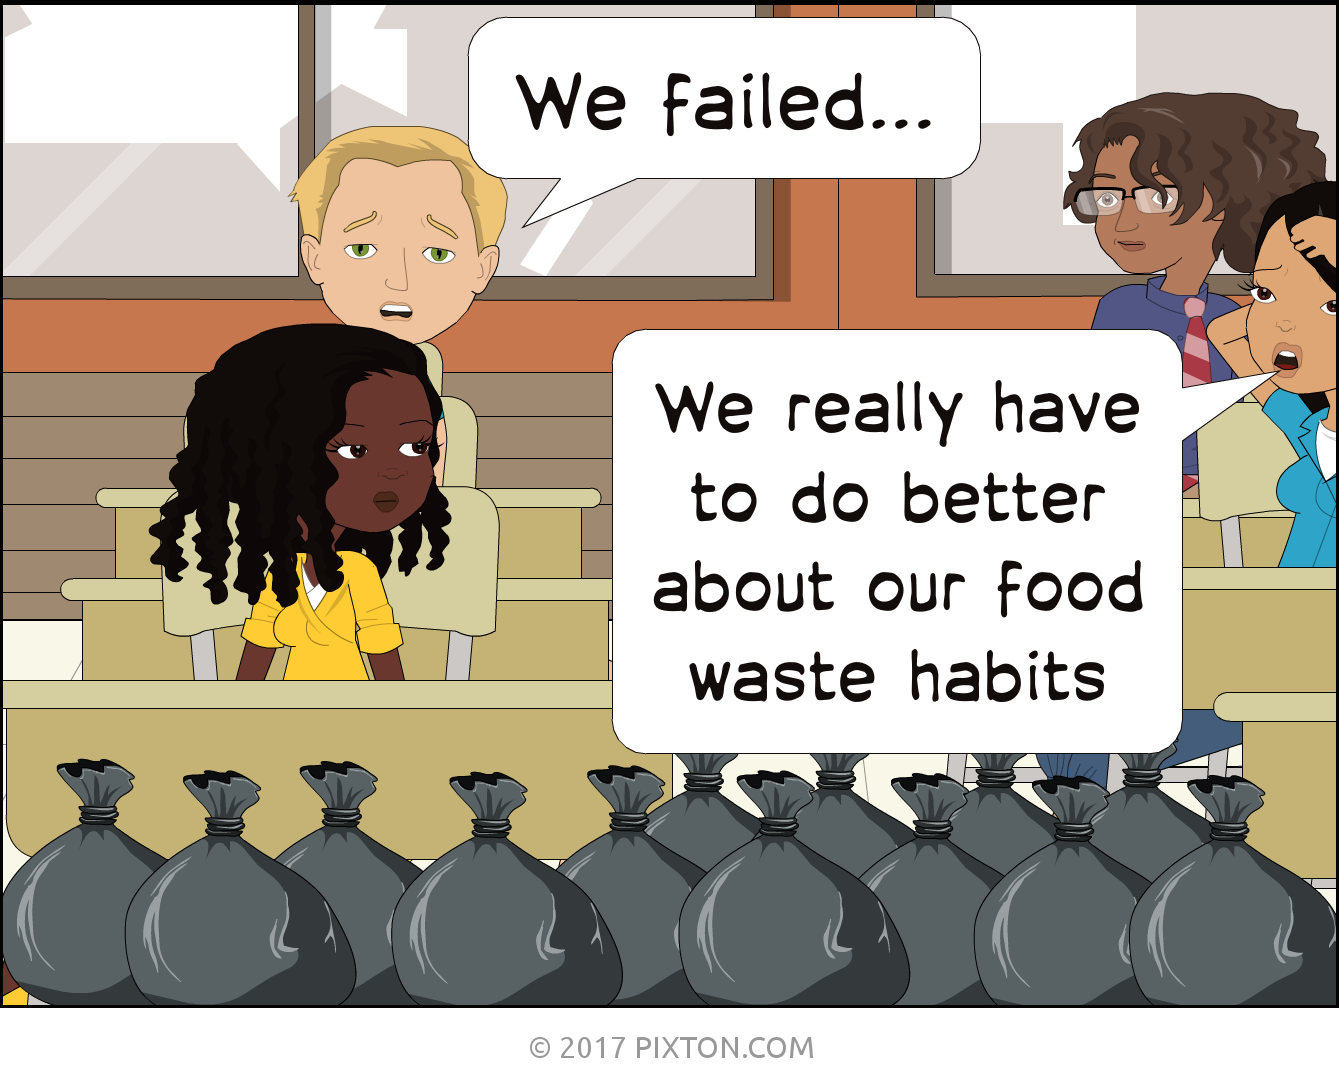 We failed...
We really have
to do better
about our food
waste habits
© 2017 PIXTON.COM